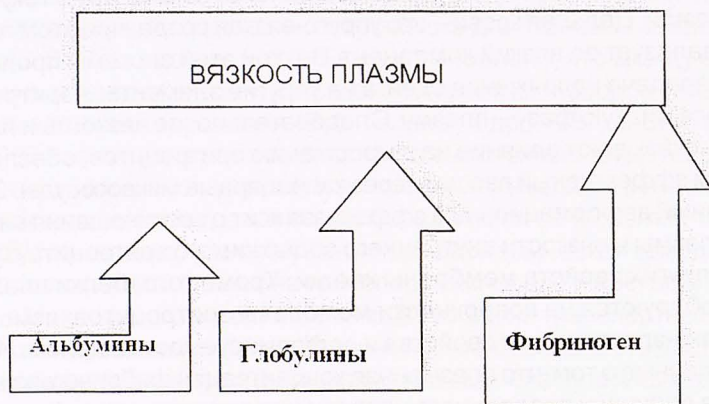 ВЯЗКОСТЬ ПЛАЗМЫ
Альбумины
Глобулины
Фибриноген